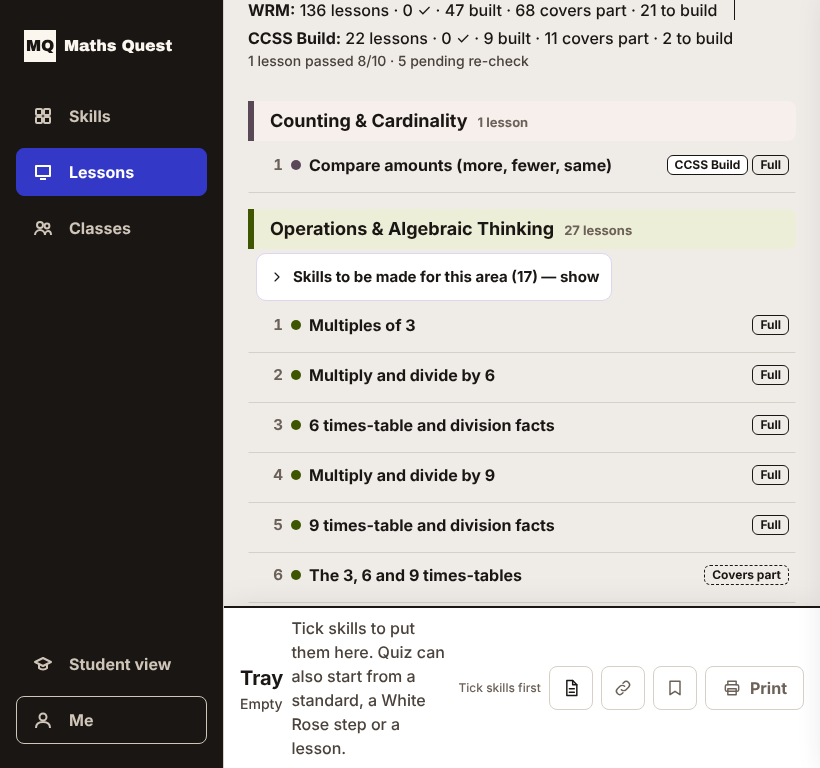 WRM: 136 lessons · 0 ✓ · 47 built · 68 covers part · 21 to build
CCSS Build: 22 lessons · 0 ✓ · 9 built · 11 covers part · 2 to build
1 lesson passed 8/10 · 5 pending re-check
MQ Maths Quest
Skills
Lessons
Classes
Student view
Me
Counting & Cardinality 1 lesson
1 Compare amounts (more, fewer, same) CCSS Build Full
Operations & Algebraic Thinking 27 lessons
Skills to be made for this area (17) — show
1 Multiples of 3 Full
2 Multiply and divide by 6 Full
3 6 times-table and division facts Full
4 Multiply and divide by 9 Full
5 9 times-table and division facts Full
6 The 3, 6 and 9 times-tables Covers part
Tray
Empty
Tick skills to put
them here. Quiz can
also start from a
standard, a White
Rose step or a
lesson.
Tick skills first
Print